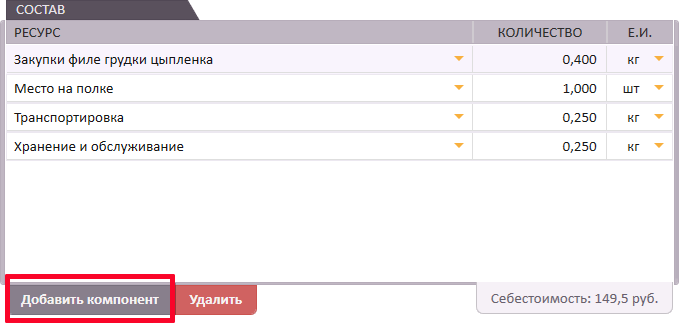 СОСТАВ
РЕСУРС КОЛИЧЕСТВО Е.И.
Закупки филе грудки цыпленка 0,400 кг
Место на полке 1,000 шт
Транспортировка 0,250 кг
Хранение и обслуживание 0,250 кг
Добавить компонент Удалить Себестоимость: 149,5 руб.